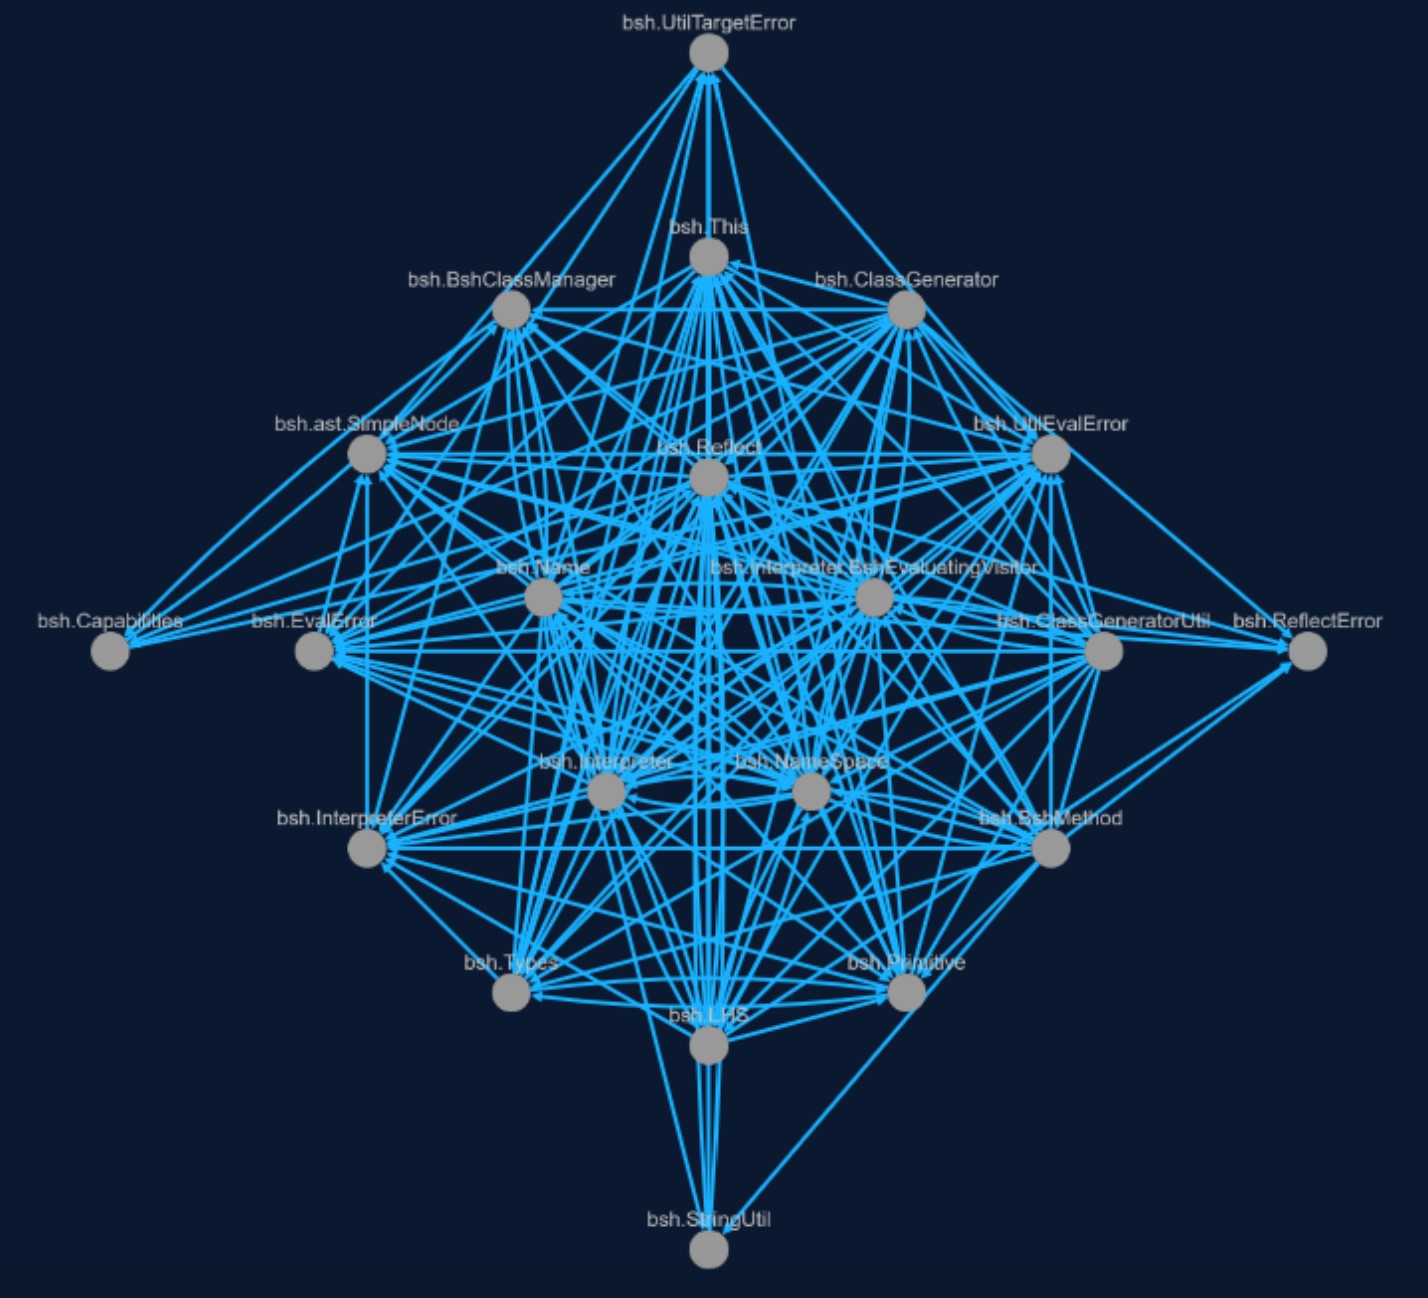 bsh.UtilTargetError
bsh.This
bsh.BshClassManager
bsh.ClassGenerator
bsh.ast.SimpleNode
bsh.UtilEvalError
bsh.Reflect
bsh.Name
bsh.interpreter.BshEvaluatingVisitor
bsh.Capabilities
bsh.EvalError
bsh.ClassGeneratorUtil
bsh.ReflectError
bsh.Interpreter
bsh.NameSpace
bsh.InterpreterError
bsh.BshMethod
bsh.Types
bsh.Primitive
bsh.LHS
bsh.StringUtil